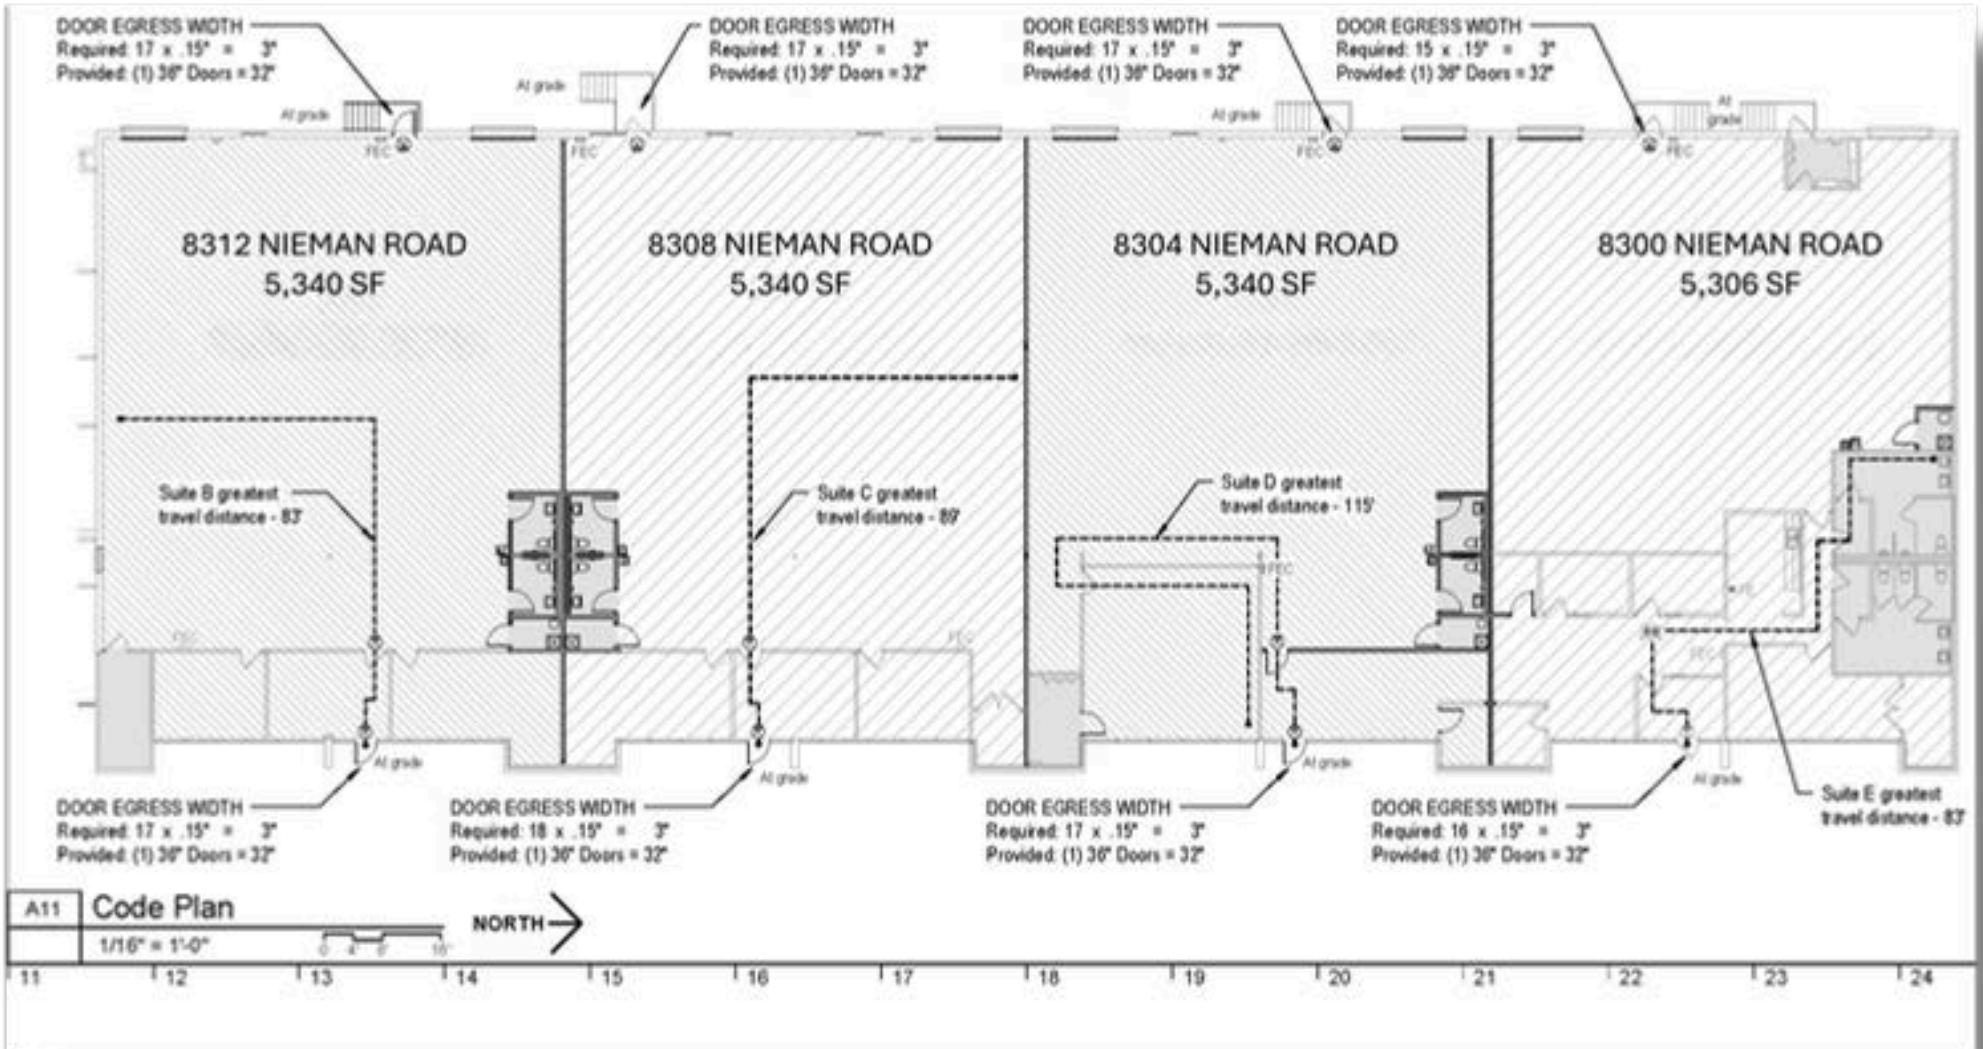 DOOR EGRESS WIDTH
Required: 17 x .15" = 3"
Provided: (1) 36" Doors = 32"
DOOR EGRESS WIDTH
Required: 17 x .15" = 3"
Provided: (1) 36" Doors = 32"
DOOR EGRESS WIDTH
Required: 17 x .15" = 3"
Provided: (1) 36" Doors = 32"
DOOR EGRESS WIDTH
Required: 15 x .15" = 3"
Provided: (1) 36" Doors = 32"
At grade
At grade
At grade
At
grade
FEC
FEC
FEC
FEC
8312 NIEMAN ROAD
5,340 SF
8308 NIEMAN ROAD
5,340 SF
8304 NIEMAN ROAD
5,340 SF
8300 NIEMAN ROAD
5,306 SF
Suite B greatest
travel distance - 83'
Suite C greatest
travel distance - 89'
Suite D greatest
travel distance - 115'
FEC
FEC
FEC
FEC
At grade
At grade
At grade
At grade
Suite E greatest
travel distance - 83'
DOOR EGRESS WIDTH
Required: 17 x .15" = 3"
Provided: (1) 36" Doors = 32"
DOOR EGRESS WIDTH
Required: 18 x .15" = 3"
Provided: (1) 36" Doors = 32"
DOOR EGRESS WIDTH
Required: 17 x .15" = 3"
Provided: (1) 36" Doors = 32"
DOOR EGRESS WIDTH
Required: 16 x .15" = 3"
Provided: (1) 36" Doors = 32"
A11 Code Plan
1/16" = 1'-0"
0 4' 8' 16'
NORTH
11 12 13 14 15 16 17 18 19 20 21 22 23 24